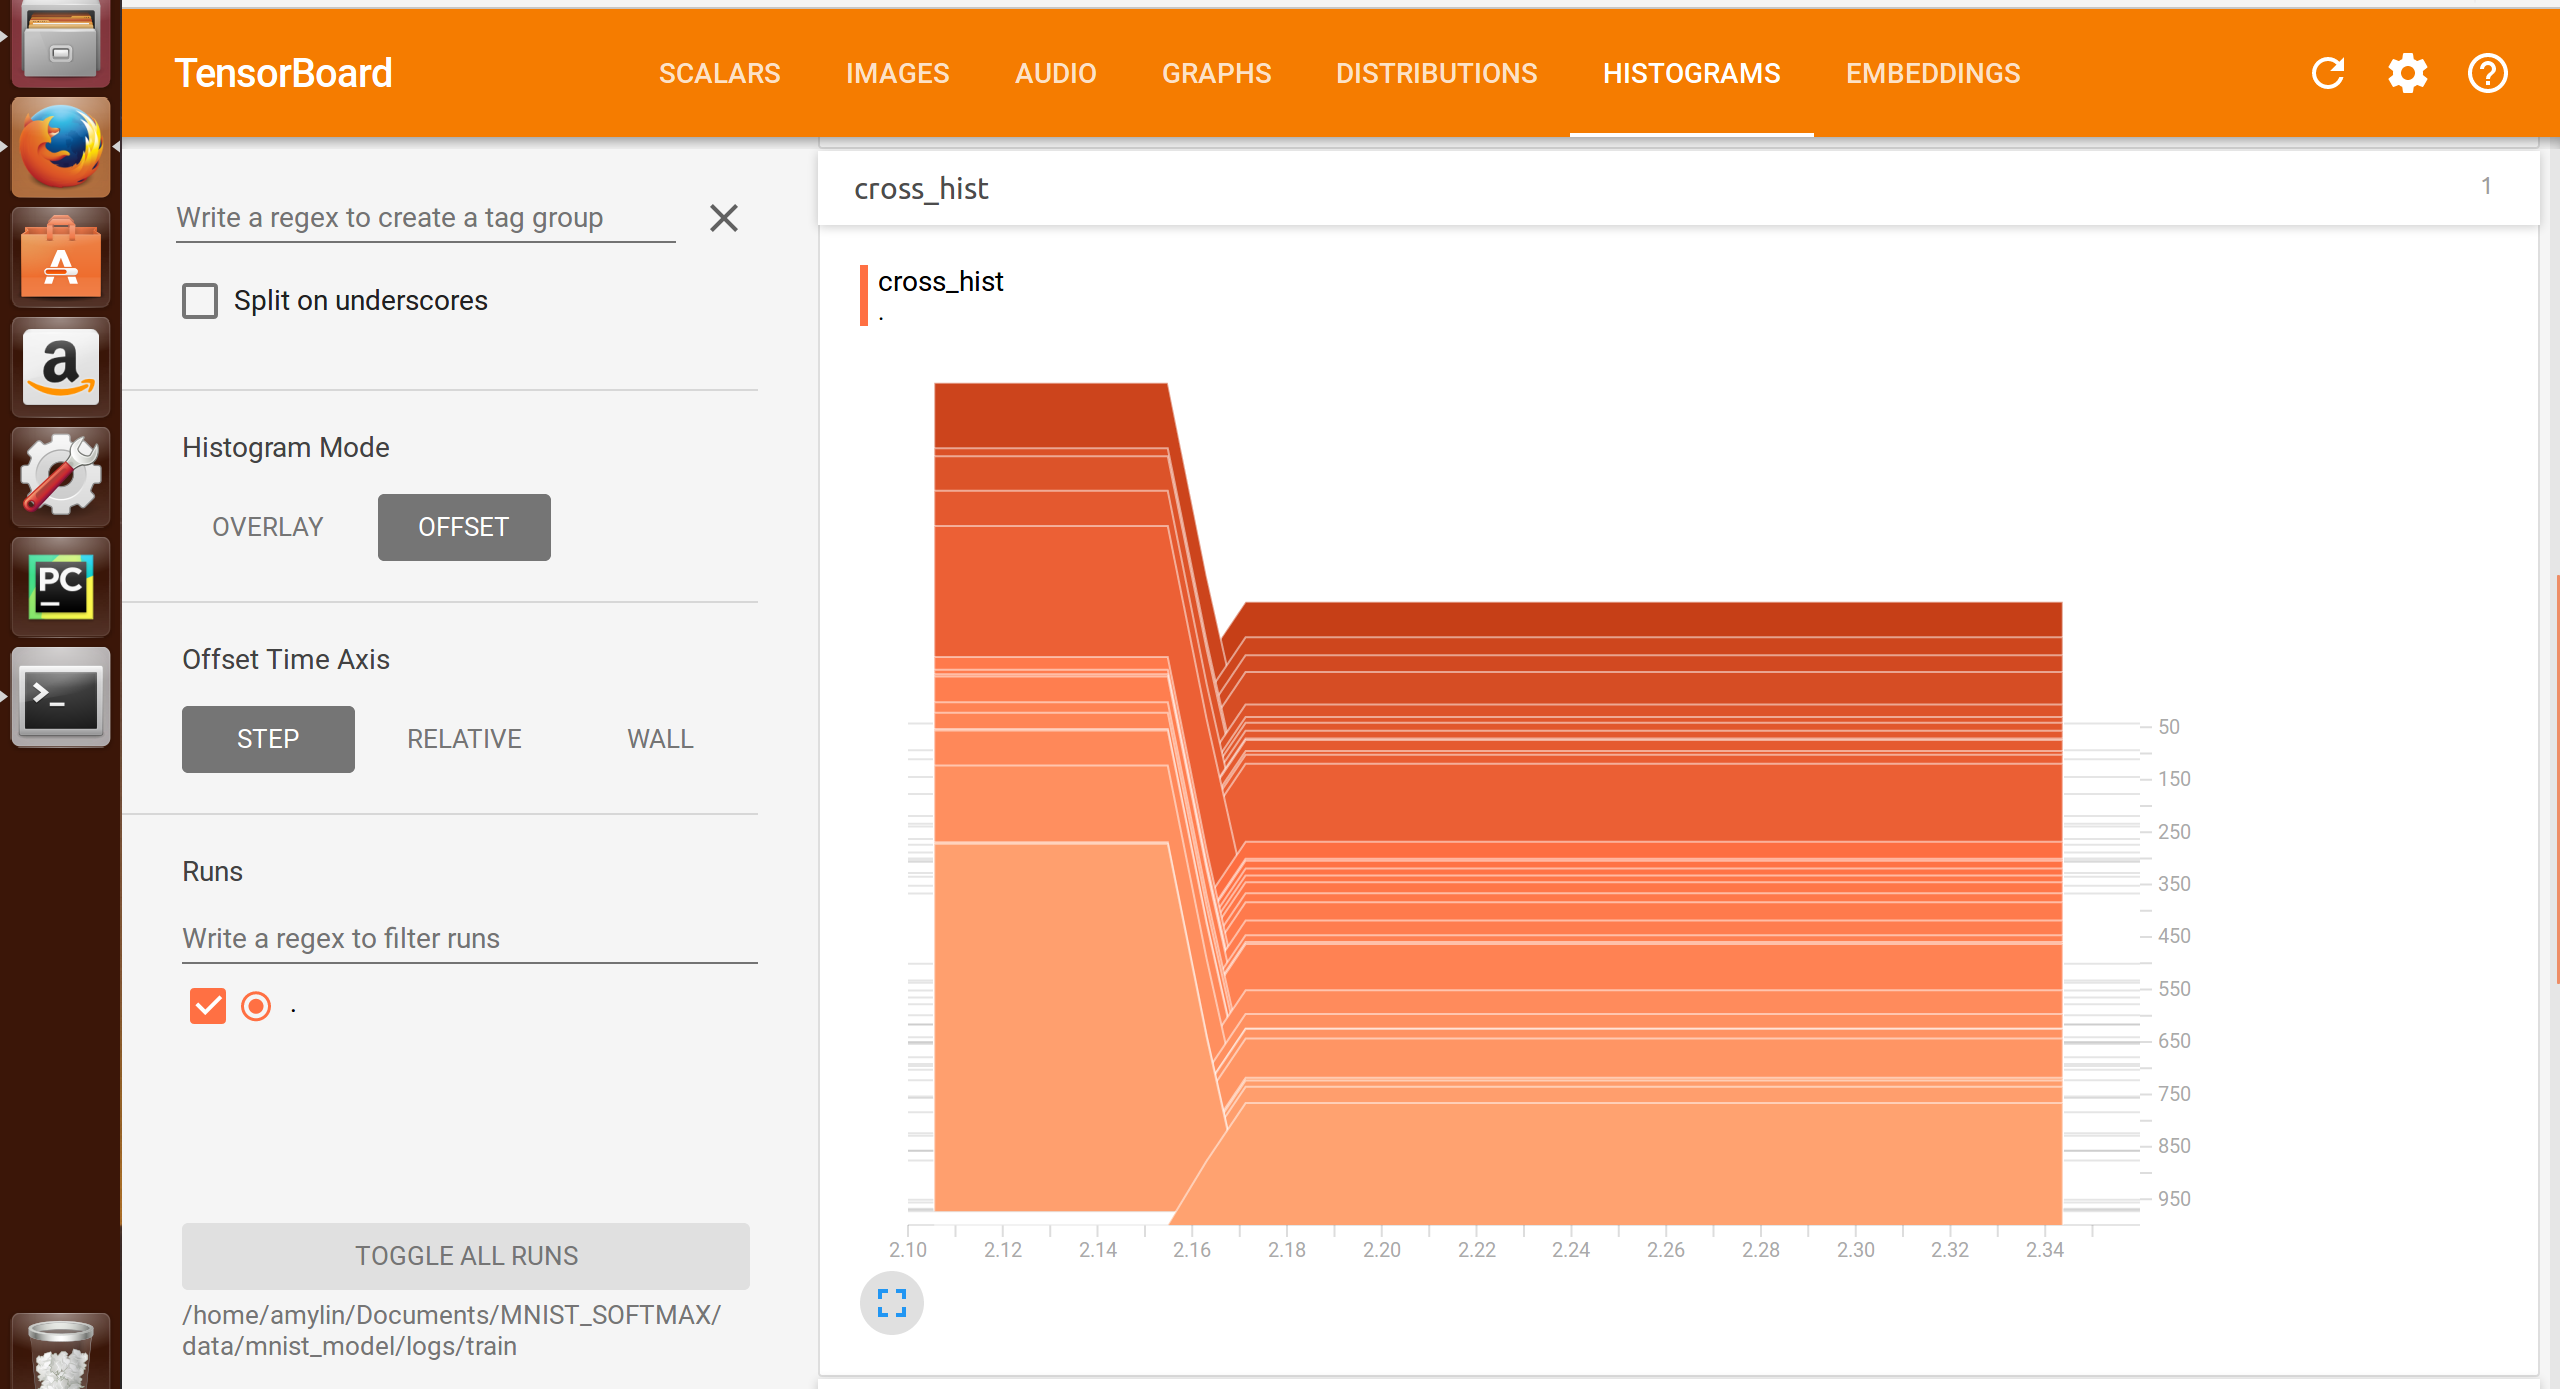 TensorBoard
SCALARS IMAGES AUDIO GRAPHS DISTRIBUTIONS HISTOGRAMS EMBEDDINGS
Write a regex to create a tag group
Split on underscores
Histogram Mode
OVERLAY OFFSET
Offset Time Axis
STEP RELATIVE WALL
Runs
Write a regex to filter runs
.
TOGGLE ALL RUNS
/home/amylin/Documents/MNIST_SOFTMAX/
data/mnist_model/logs/train
cross_hist 1
cross_hist
.
50
150
250
350
450
550
650
750
850
950
2.10 2.12 2.14 2.16 2.18 2.20 2.22 2.24 2.26 2.28 2.30 2.32 2.34
A
a
PC
>_